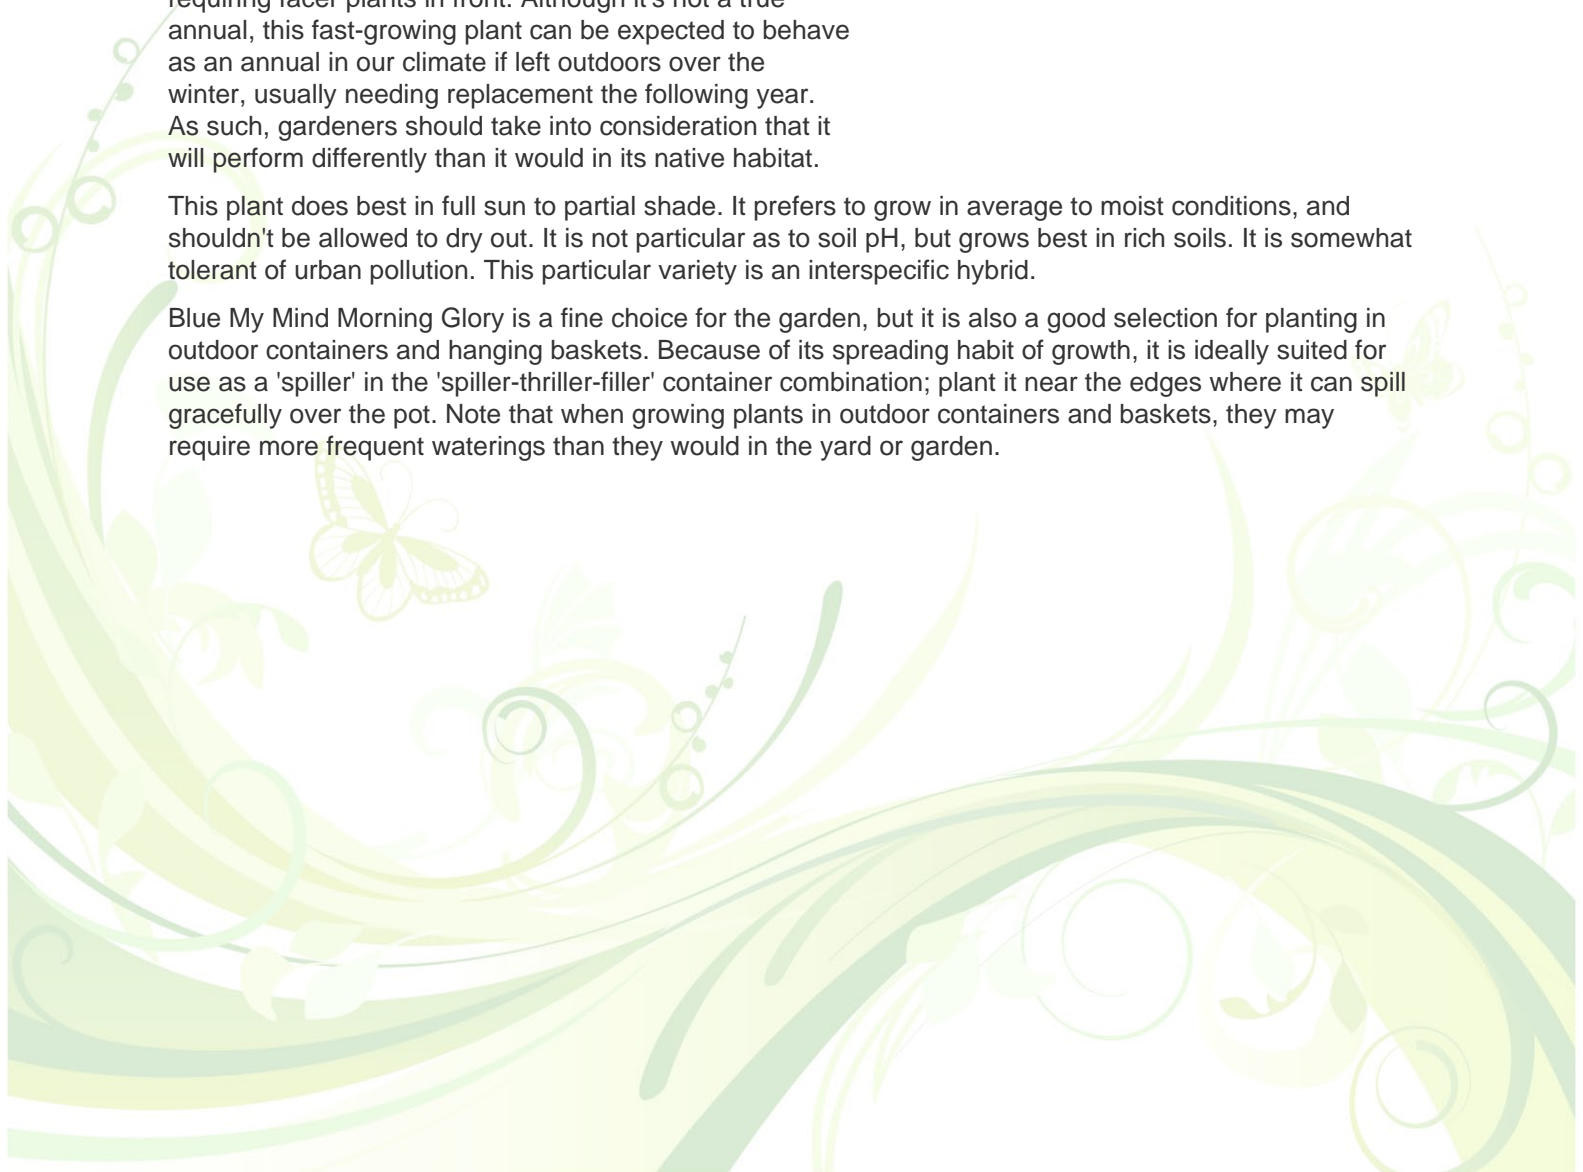 requiring facer plants in front. Although it's not a true
annual, this fast-growing plant can be expected to behave
as an annual in our climate if left outdoors over the
winter, usually needing replacement the following year.
As such, gardeners should take into consideration that it
will perform differently than it would in its native habitat.
This plant does best in full sun to partial shade. It prefers to grow in average to moist conditions, and
shouldn't be allowed to dry out. It is not particular as to soil pH, but grows best in rich soils. It is somewhat
tolerant of urban pollution. This particular variety is an interspecific hybrid.
Blue My Mind Morning Glory is a fine choice for the garden, but it is also a good selection for planting in
outdoor containers and hanging baskets. Because of its spreading habit of growth, it is ideally suited for
use as a 'spiller' in the 'spiller-thriller-filler' container combination; plant it near the edges where it can spill
gracefully over the pot. Note that when growing plants in outdoor containers and baskets, they may
require more frequent waterings than they would in the yard or garden.